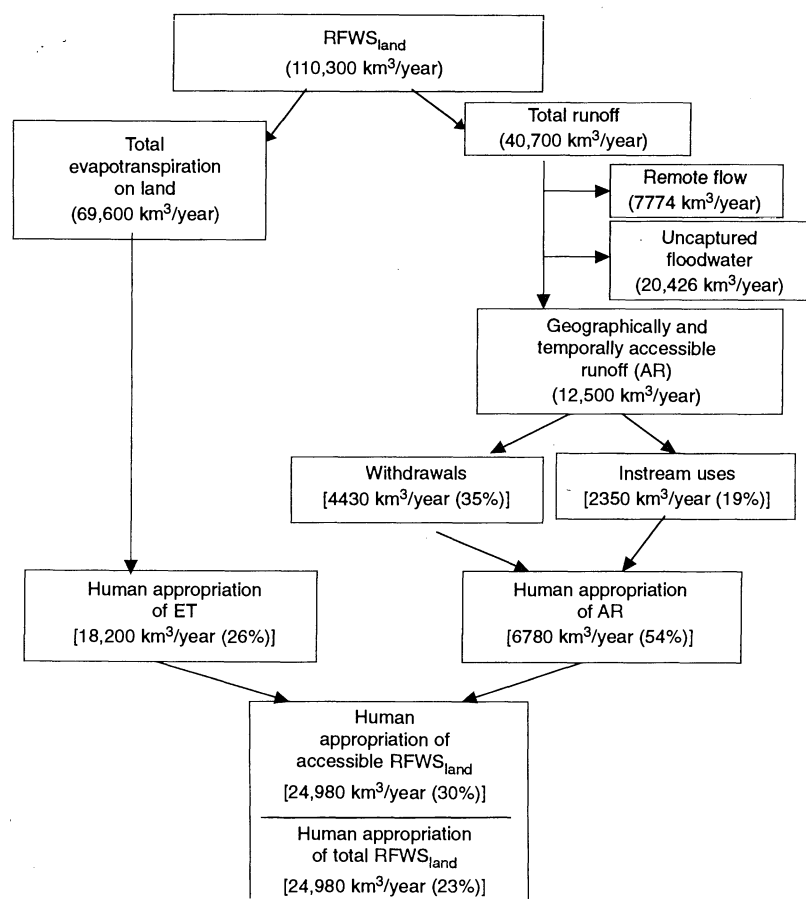 RFWSland
(110,300 km³/year)
Total
evapotranspiration
on land
(69,600 km³/year)
Total runoff
(40,700 km³/year)
Remote flow
(7774 km³/year)
Uncaptured
floodwater
(20,426 km³/year)
Geographically and
temporally accessible
runoff (AR)
(12,500 km³/year)
Withdrawals
[4430 km³/year (35%)]
Instream uses
[2350 km³/year (19%)]
Human appropriation
of ET
[18,200 km³/year (26%)]
Human appropriation
of AR
[6780 km³/year (54%)]
Human
appropriation of
accessible RFWSland
[24,980 km³/year (30%)]
Human appropriation
of total RFWSland
[24,980 km³/year (23%)]